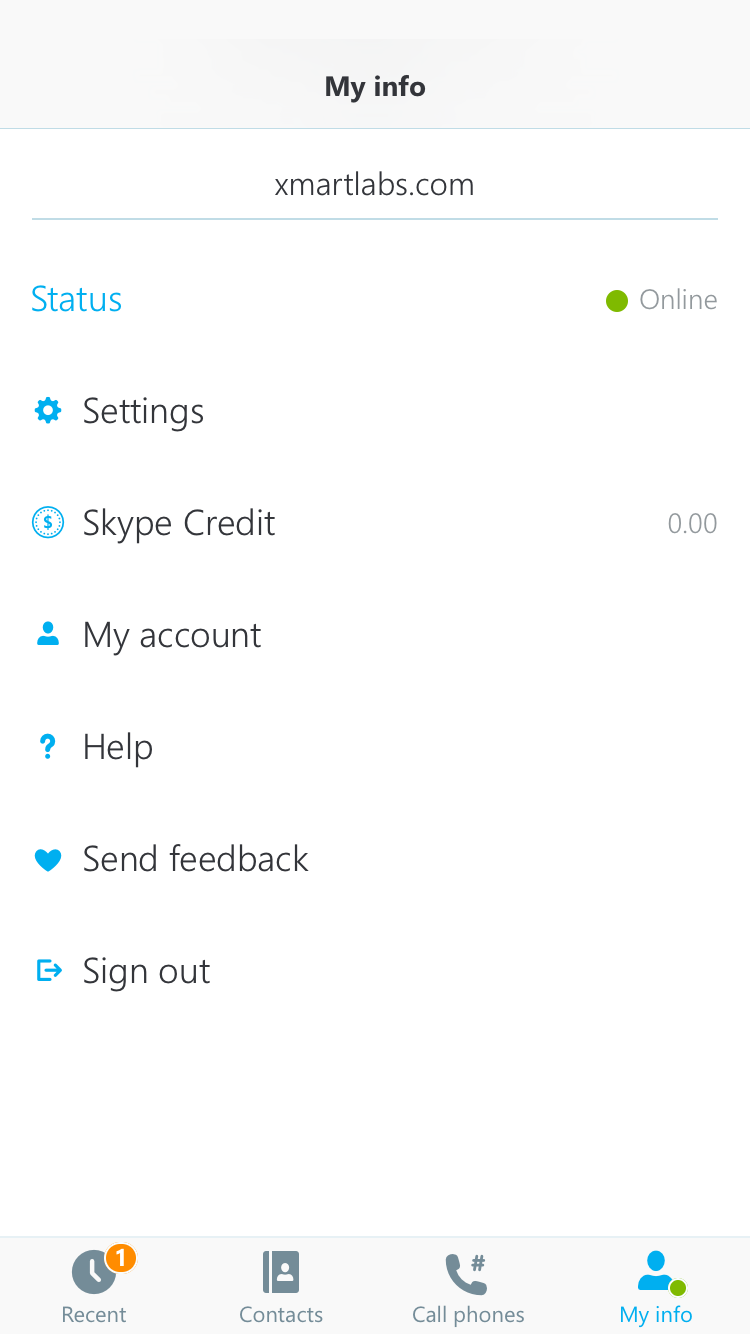 My info
xmartlabs.com
Status Online
Settings
$ Skype Credit 0.00
My account
? Help
Send feedback
Sign out
1 #
Recent Contacts Call phones My info